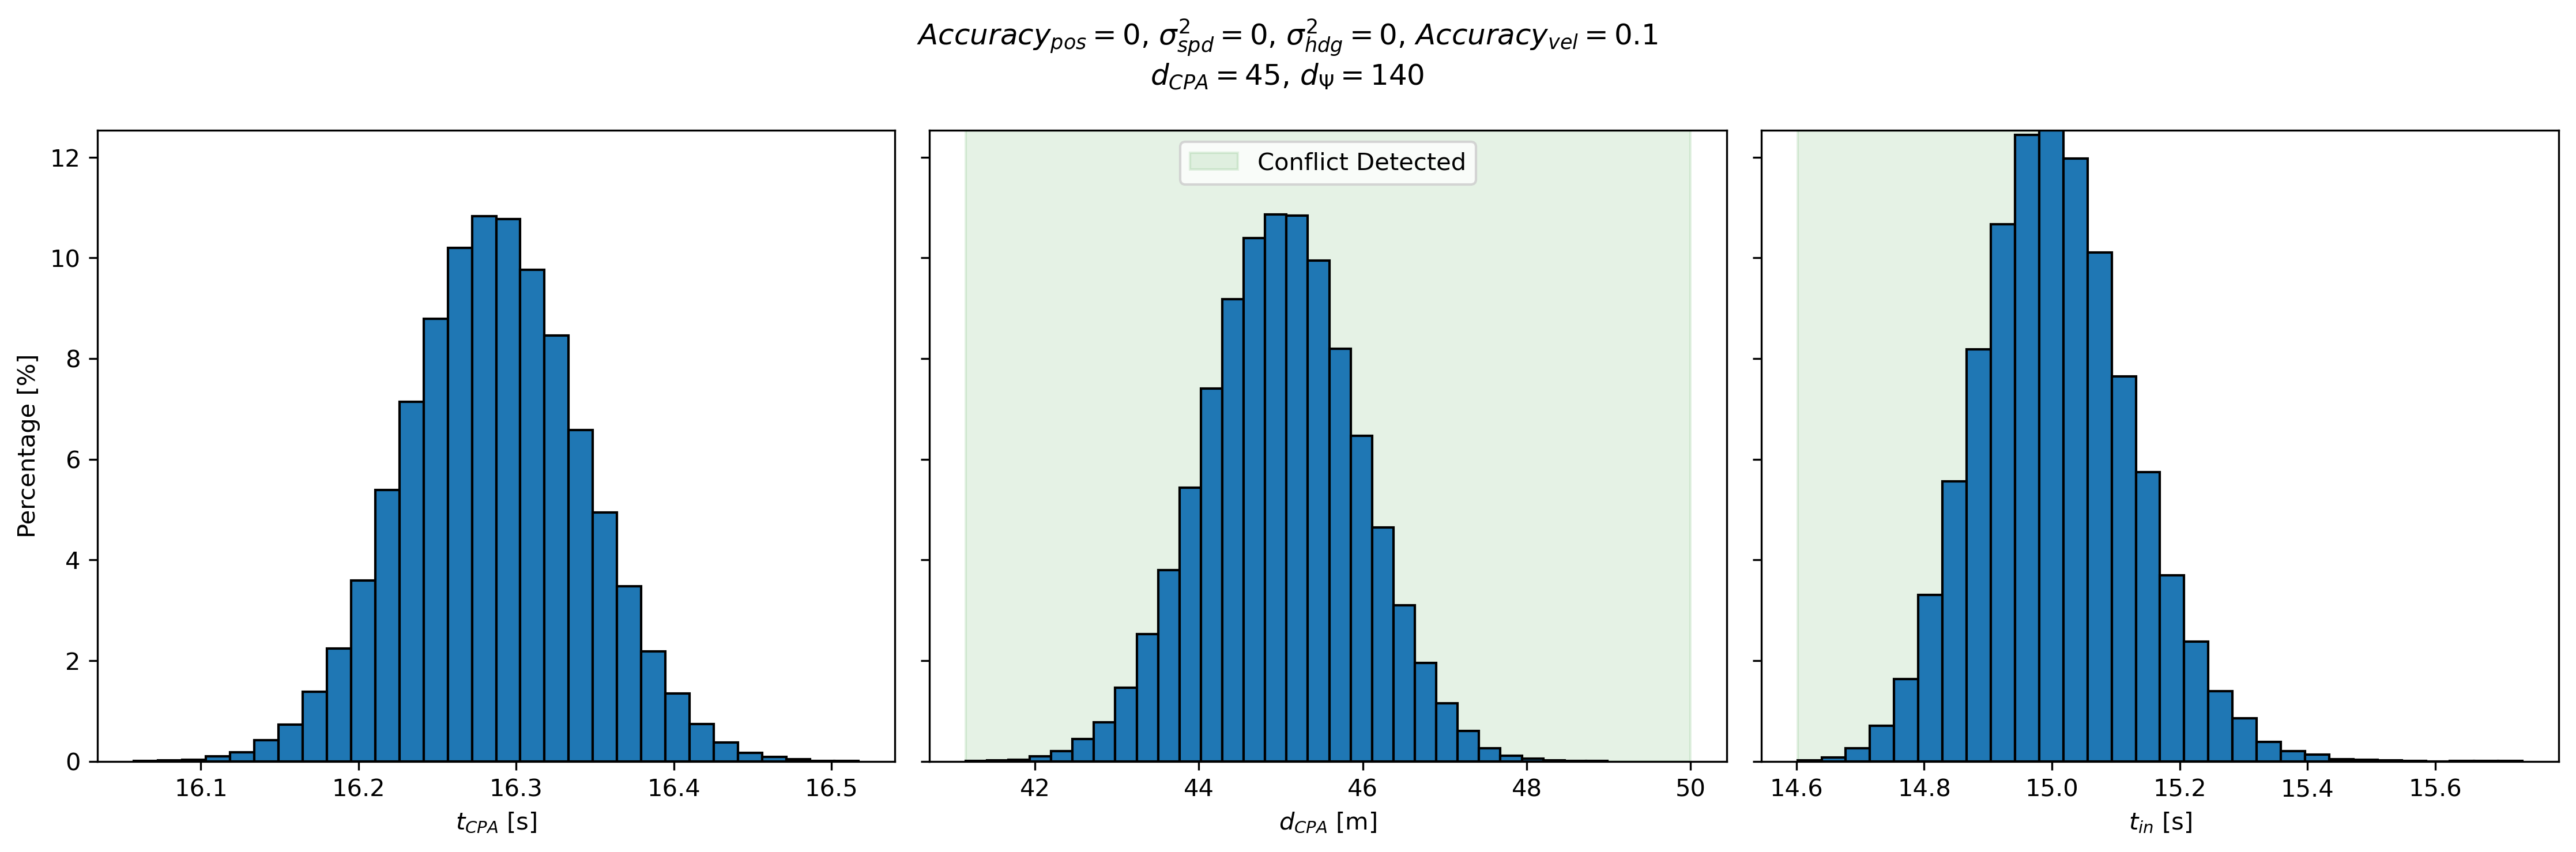 Accuracy_pos = 0, σ²_spd = 0, σ²_hdg = 0, Accuracy_vel = 0.1
d_CPA = 45, d_Ψ = 140
Percentage [%]
12
10
8
6
4
2
0
16.1 16.2 16.3 16.4 16.5
t_CPA [s]
Conflict Detected
42 44 46 48 50
d_CPA [m]
14.6 14.8 15.0 15.2 15.4 15.6
t_in [s]